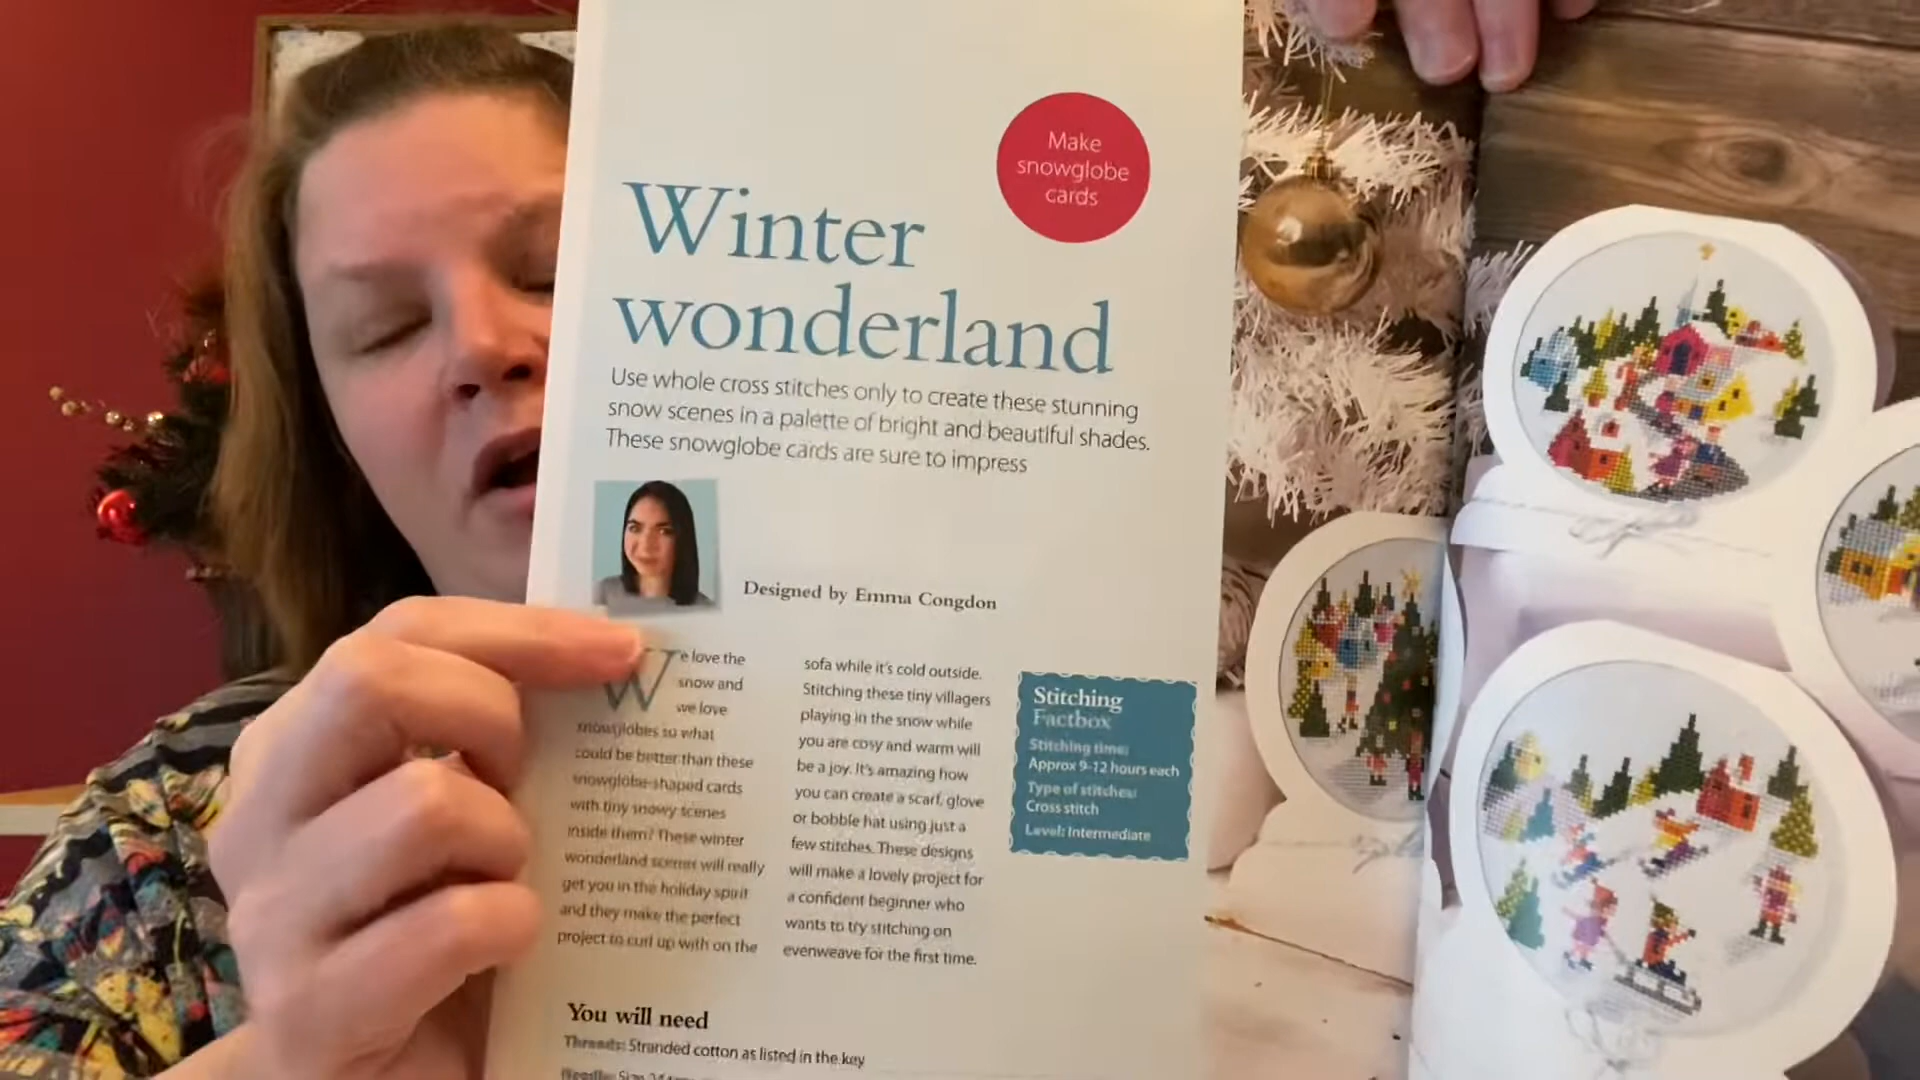 Make
snowglobe
cards
Winter
wonderland
Use whole cross stitches only to create these stunning
snow scenes in a palette of bright and beautiful shades.
These snowglobe cards are sure to impress
Designed by Emma Congdon
We love the
snow and
we love
snowglobes so what
could be better than these
snowglobe-shaped cards
with tiny snowy scenes
inside them? These winter
wonderland scenes will really
get you in the holiday spirit
and they make the perfect
project to curl up with on the
sofa while it's cold outside.
Stitching these tiny villagers
playing in the snow while
you are cosy and warm will
be a joy. It's amazing how
you can create a scarf, glove
or bobble hat using just a
few stitches. These designs
will make a lovely project for
a confident beginner who
wants to try stitching on
evenweave for the first time.
Stitching
Factbox
Stitching time:
Approx 9-12 hours each
Type of stitches:
Cross stitch
Level: Intermediate
You will need
Threads: Stranded cotton as listed in the key
Needle: Size